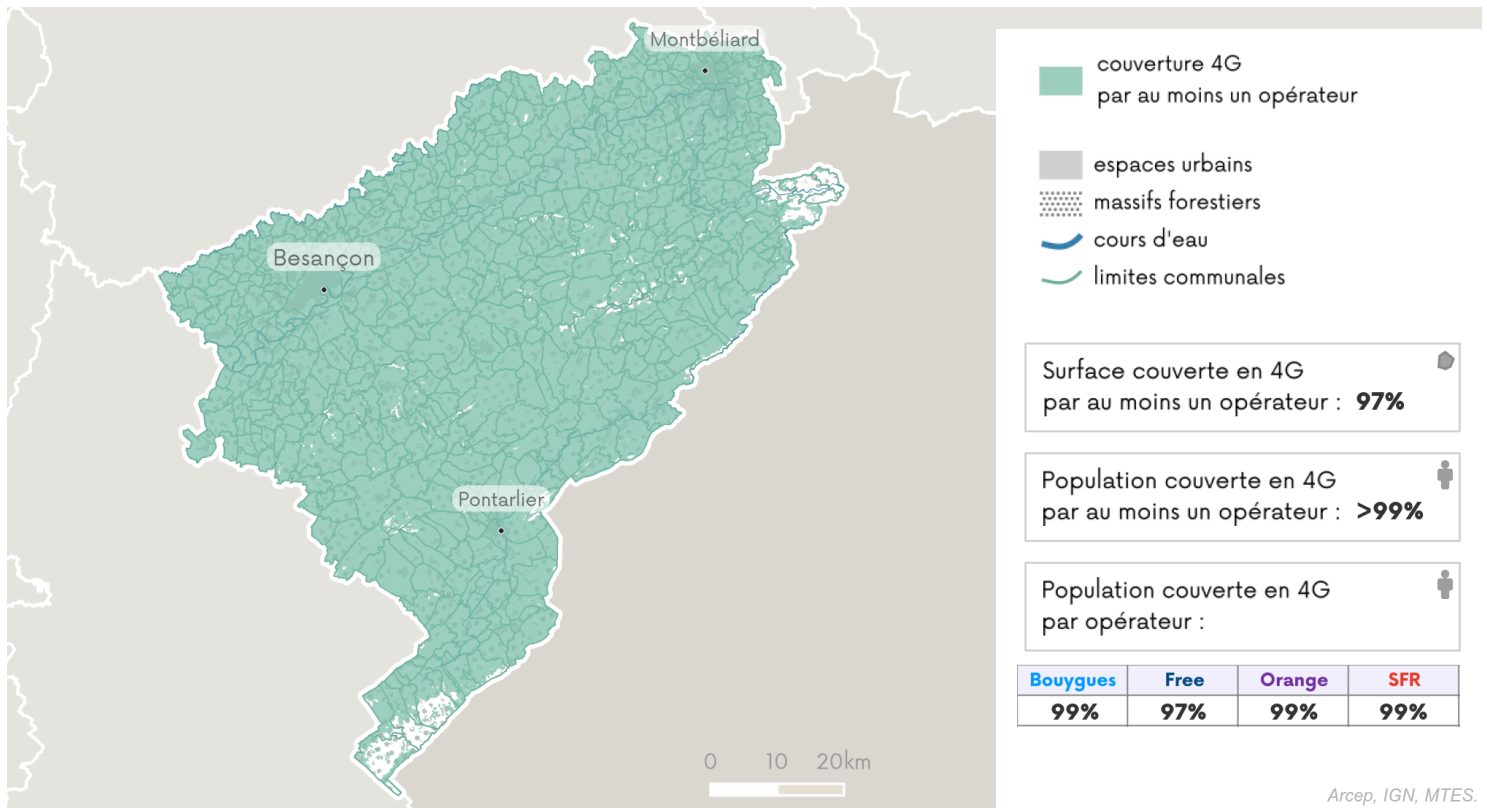 Montbéliard
Besançon
Pontarlier
0 10 20km
couverture 4G
par au moins un opérateur
espaces urbains
massifs forestiers
cours d'eau
limites communales
Surface couverte en 4G
par au moins un opérateur : 97%
Population couverte en 4G
par au moins un opérateur : >99%
Population couverte en 4G
par opérateur :
Bouygues Free Orange SFR
99% 97% 99% 99%
Arcep, IGN, MTES.